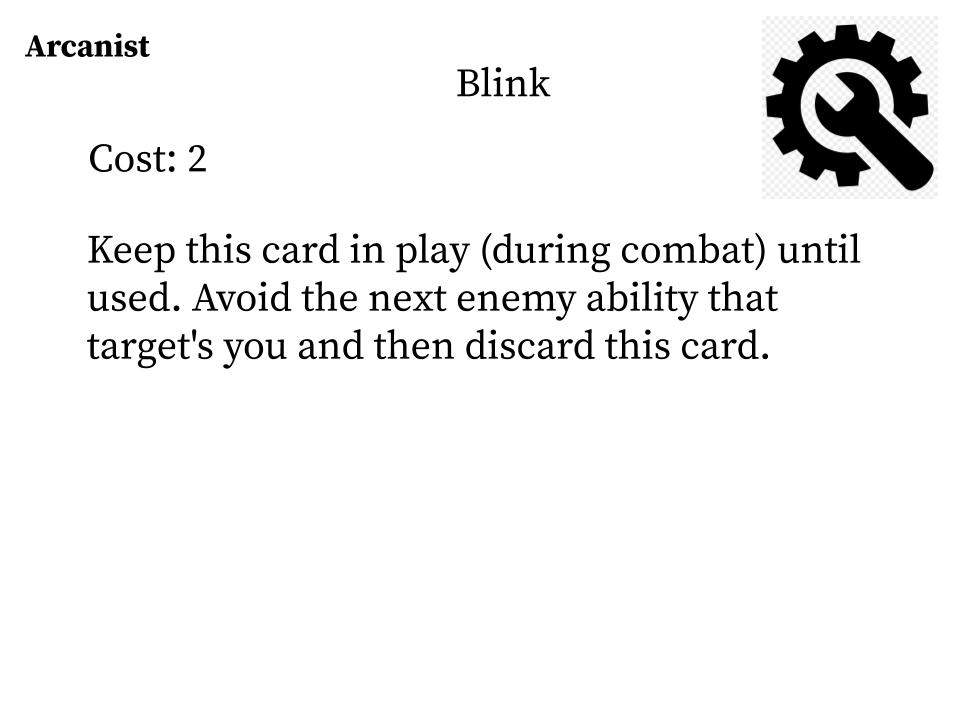 Arcanist
Blink
Cost: 2
Keep this card in play (during combat) until
used. Avoid the next enemy ability that
target's you and then discard this card.